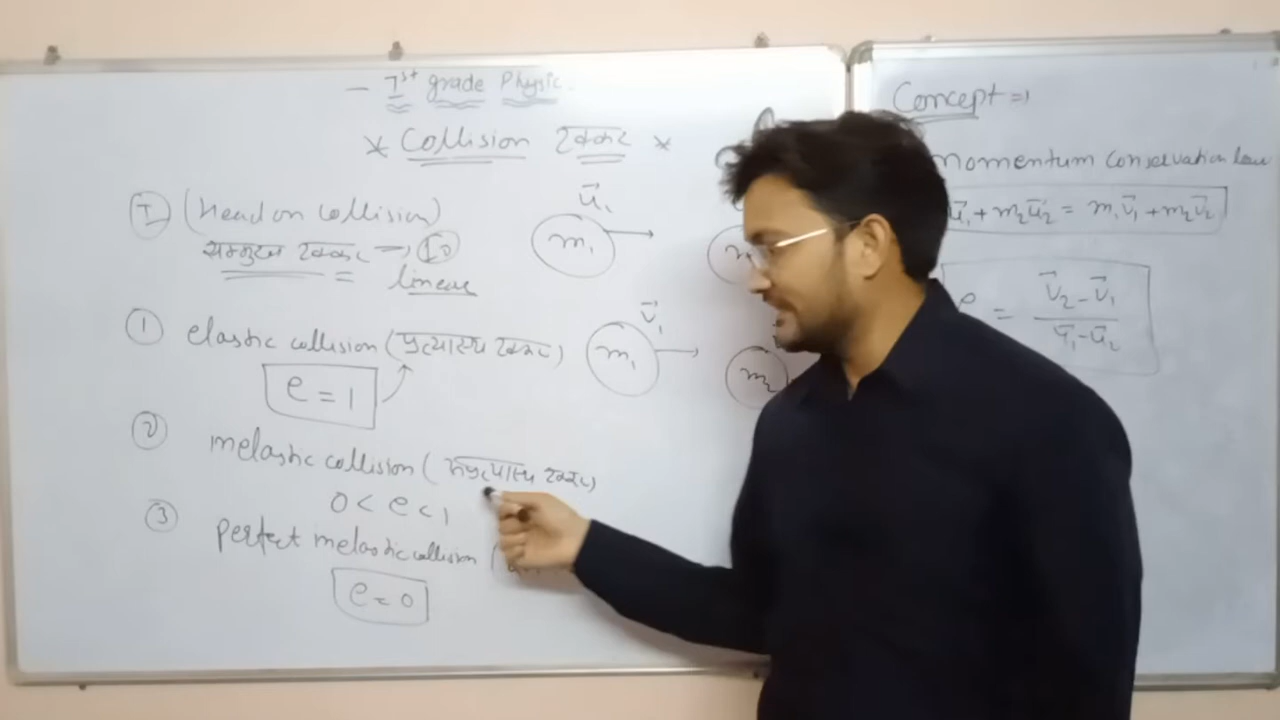 - 1st grade Physic.
* Collision टक्कर *
I (Head on collision)
सम्मुख टक्कर → 1D
linear
u⃗₁
m₁ →
① elastic collision (प्रत्यास्थ टक्कर)
e = 1
v⃗₁
m₁ →
m₂
② inelastic collision (अप्रत्यास्थ टक्कर)
0 < e < 1
③ perfect inelastic collision (
e = 0
Concept ⇒
momentum conservation law
u⃗₁ + m₂u⃗₂ = m₁v⃗₁ + m₂v⃗₂
e = (v⃗₂ - v⃗₁) / (u⃗₁ - u⃗₂)